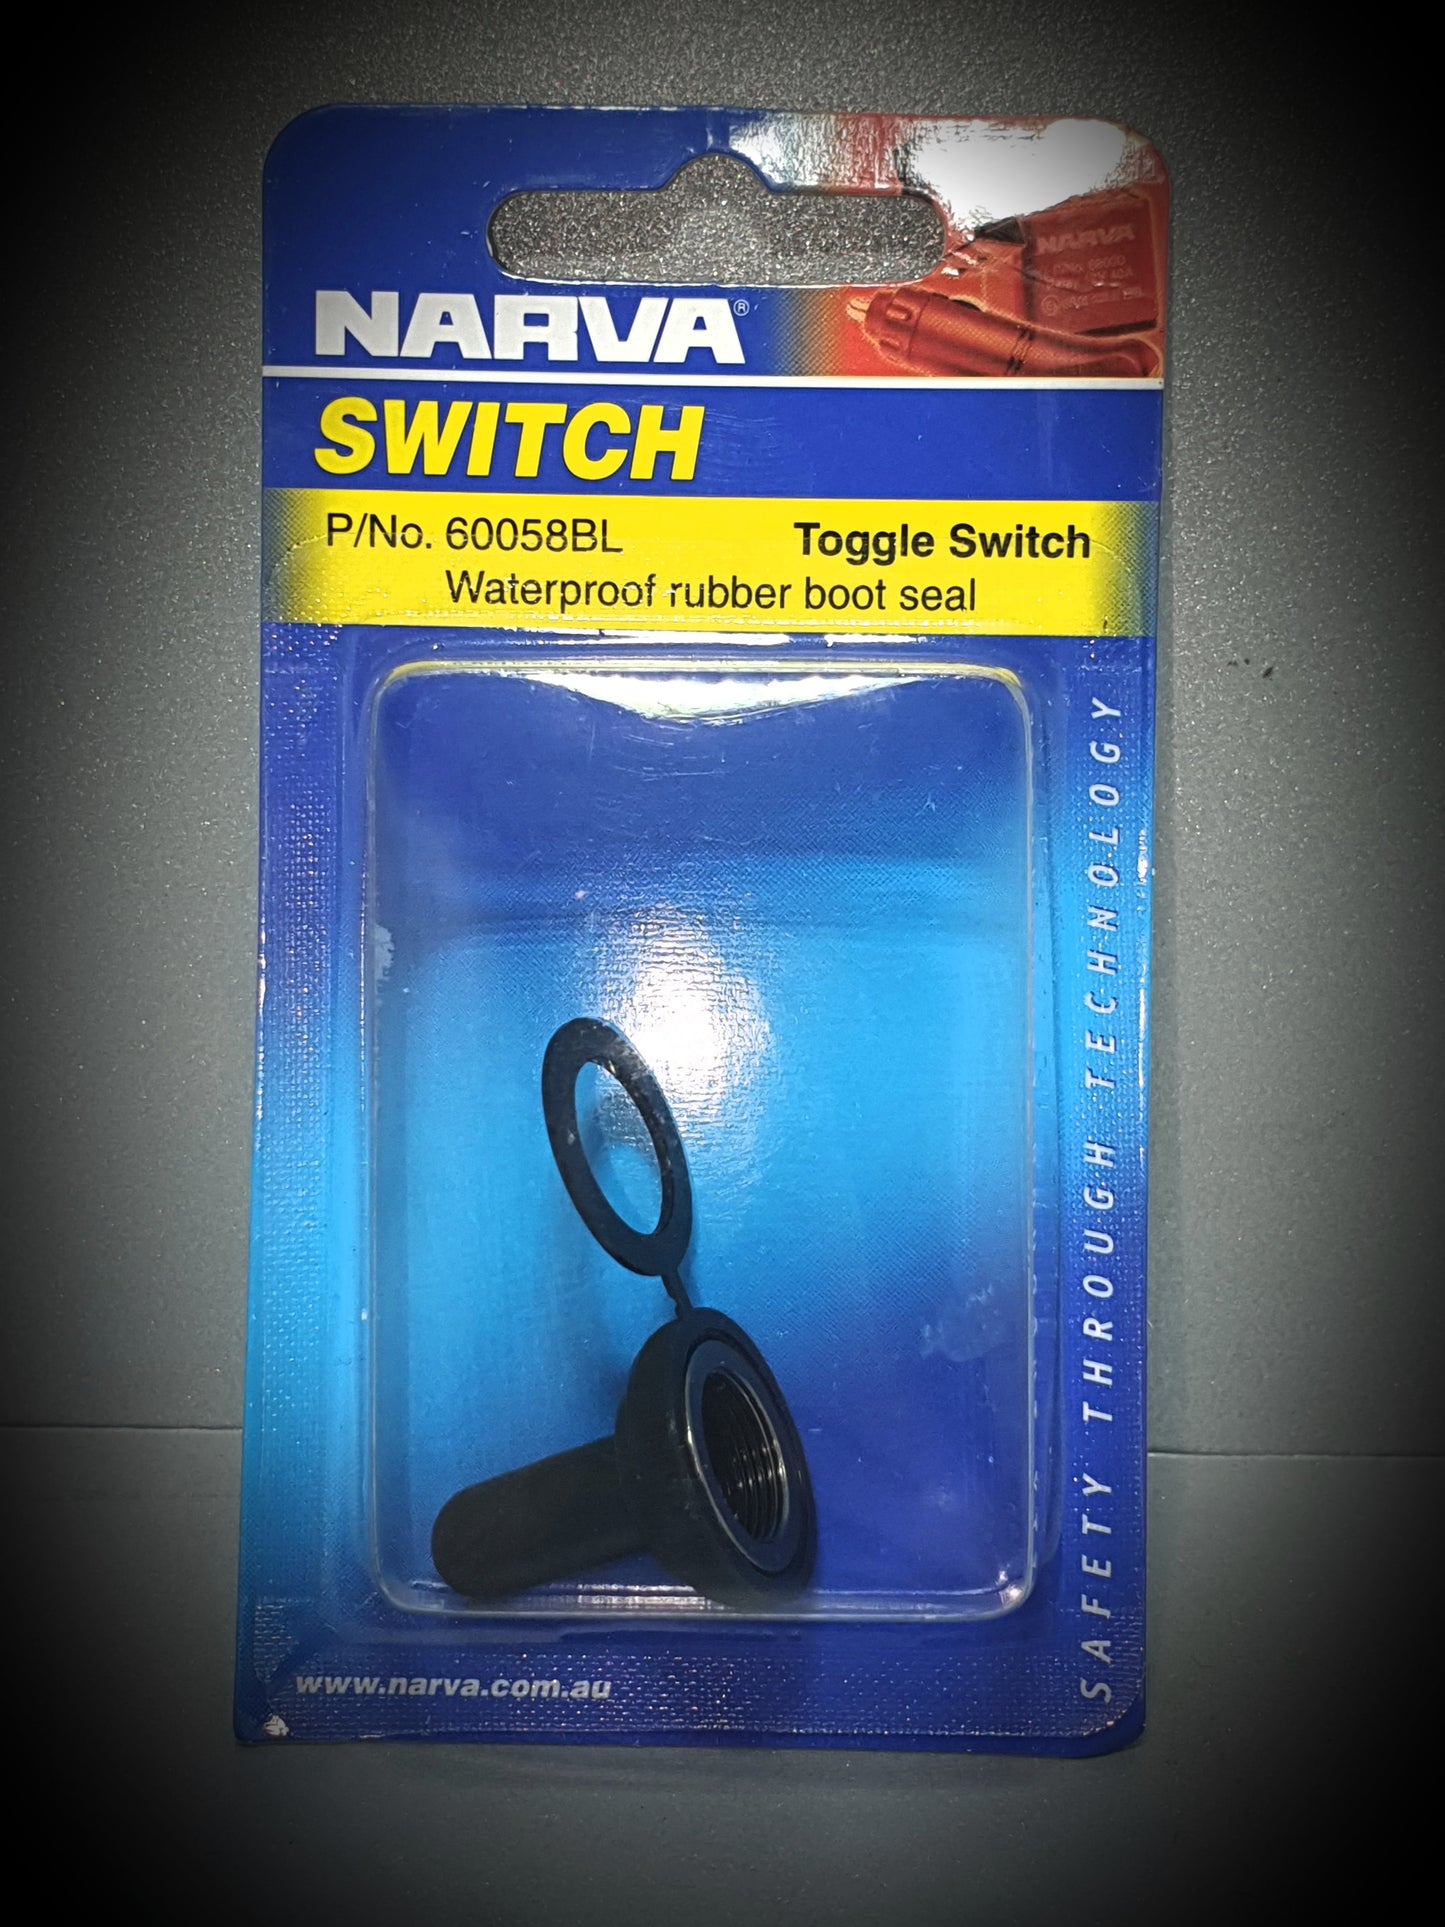 NARVA®
NARVA
SWITCH
P/No. 60058BL
Toggle Switch
Waterproof rubber boot seal
SAFETY THROUGH TECHNOLOGY
www.narva.com.au